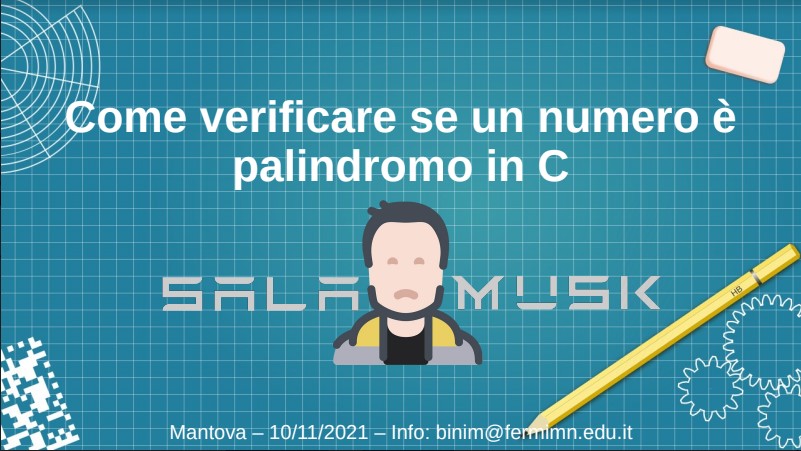 Come verificare se un numero è
palindromo in C
SALA MUSK
HB
Mantova – 10/11/2021 – Info: binim@fermimn.edu.it